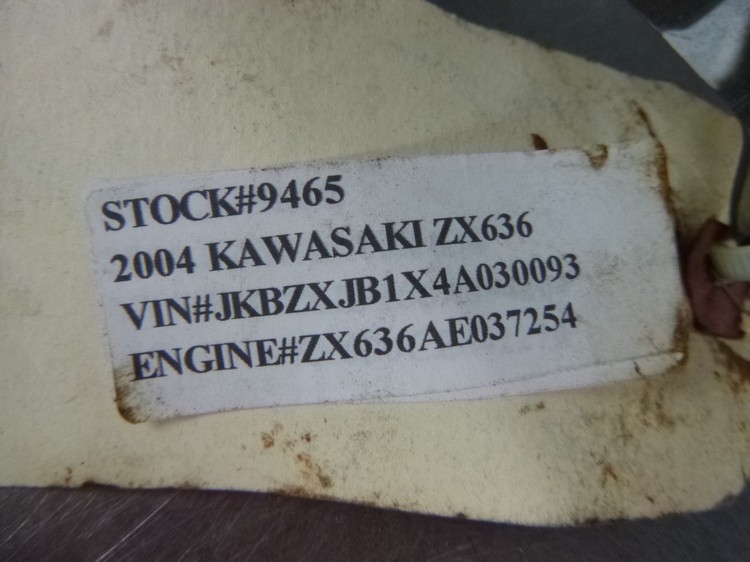 STOCK#9465
2004 KAWASAKI ZX636
VIN#JKBZXJB1X4A030093
ENGINE#ZX636AE037254